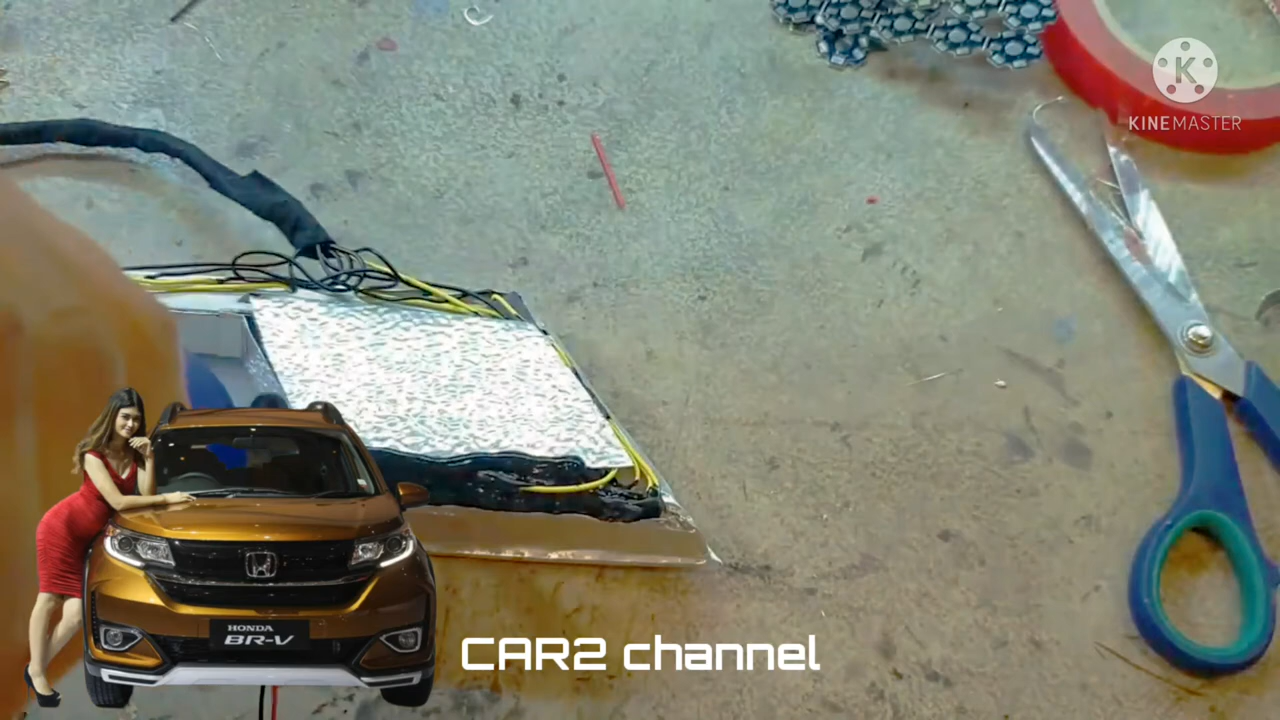 K
KINEMASTER
HONDA
BR-V
CAR2 channel